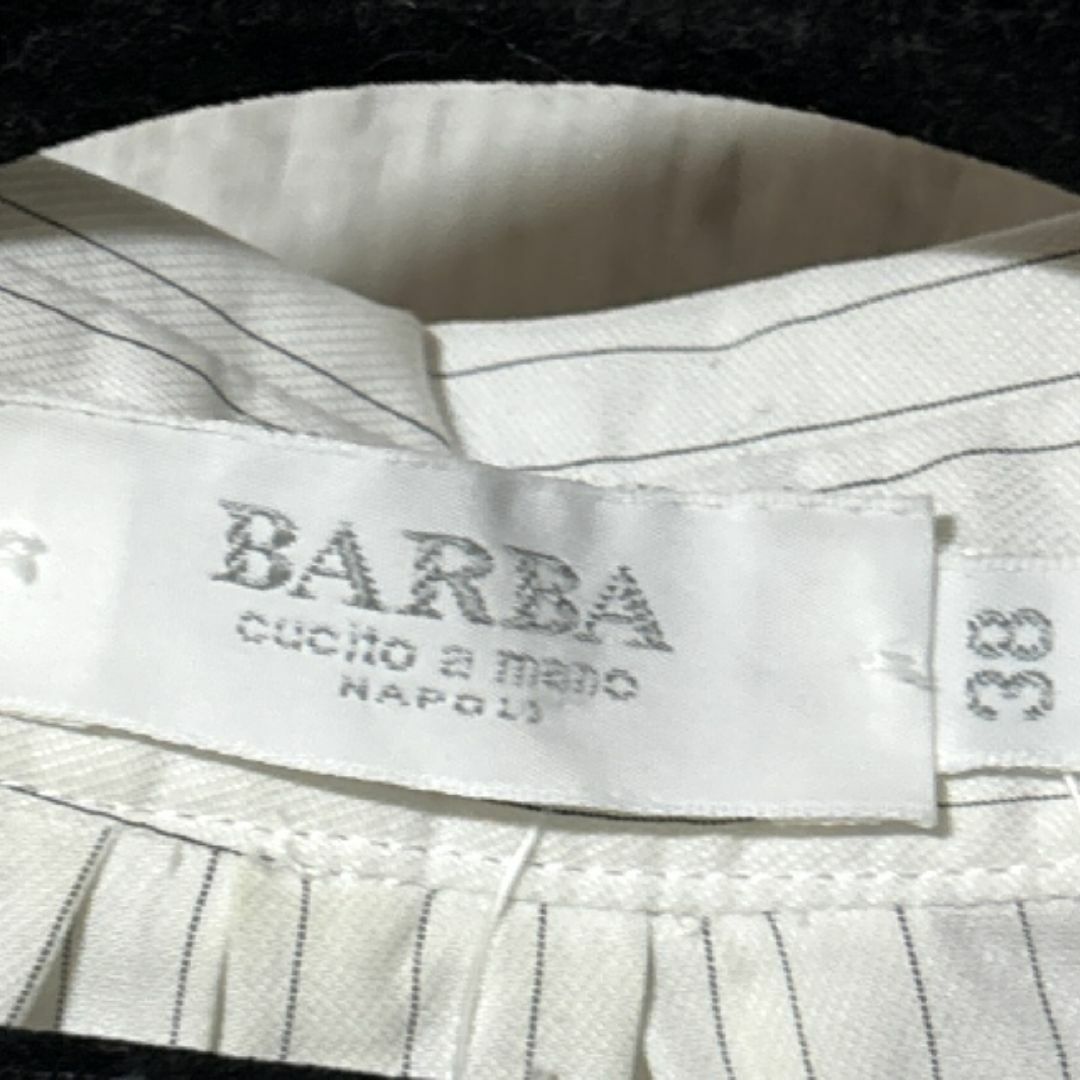 BARBA
cucito a mano
NAPOLI
38